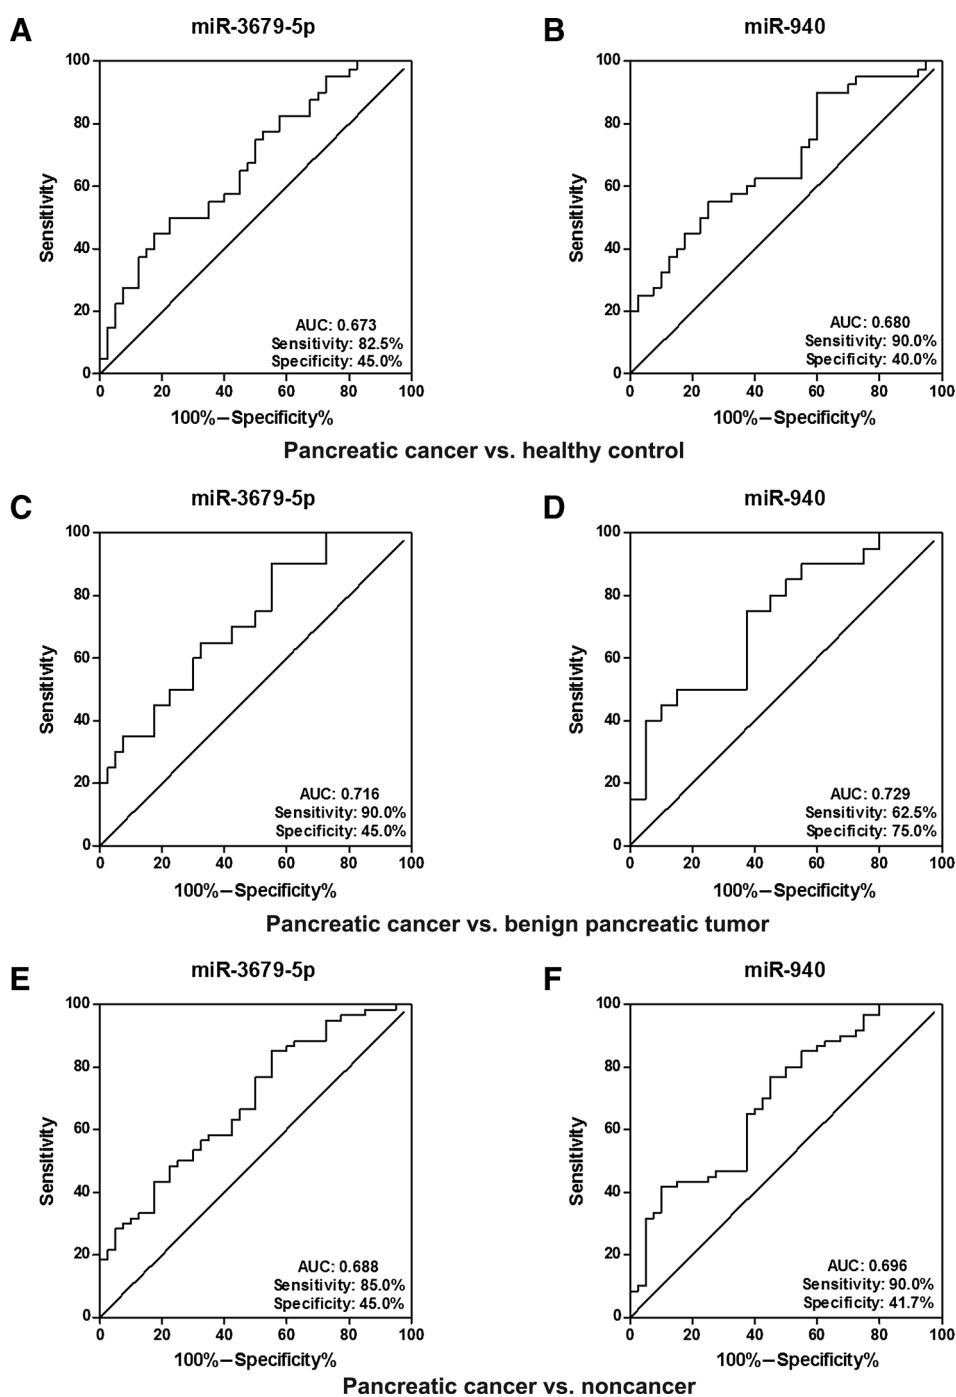 A
miR-3679-5p
100
80
60
40
20
0
Sensitivity
AUC: 0.673
Sensitivity: 82.5%
Specificity: 45.0%
0 20 40 60 80 100
100%–Specificity%
B
miR-940
100
80
60
40
20
0
Sensitivity
AUC: 0.680
Sensitivity: 90.0%
Specificity: 40.0%
0 20 40 60 80 100
100%–Specificity%
Pancreatic cancer vs. healthy control
C
miR-3679-5p
100
80
60
40
20
0
Sensitivity
AUC: 0.716
Sensitivity: 90.0%
Specificity: 45.0%
0 20 40 60 80 100
100%–Specificity%
D
miR-940
100
80
60
40
20
0
Sensitivity
AUC: 0.729
Sensitivity: 62.5%
Specificity: 75.0%
0 20 40 60 80 100
100%–Specificity%
Pancreatic cancer vs. benign pancreatic tumor
E
miR-3679-5p
100
80
60
40
20
0
Sensitivity
AUC: 0.688
Sensitivity: 85.0%
Specificity: 45.0%
0 20 40 60 80 100
100%–Specificity%
F
miR-940
100
80
60
40
20
0
Sensitivity
AUC: 0.696
Sensitivity: 90.0%
Specificity: 41.7%
0 20 40 60 80 100
100%–Specificity%
Pancreatic cancer vs. noncancer